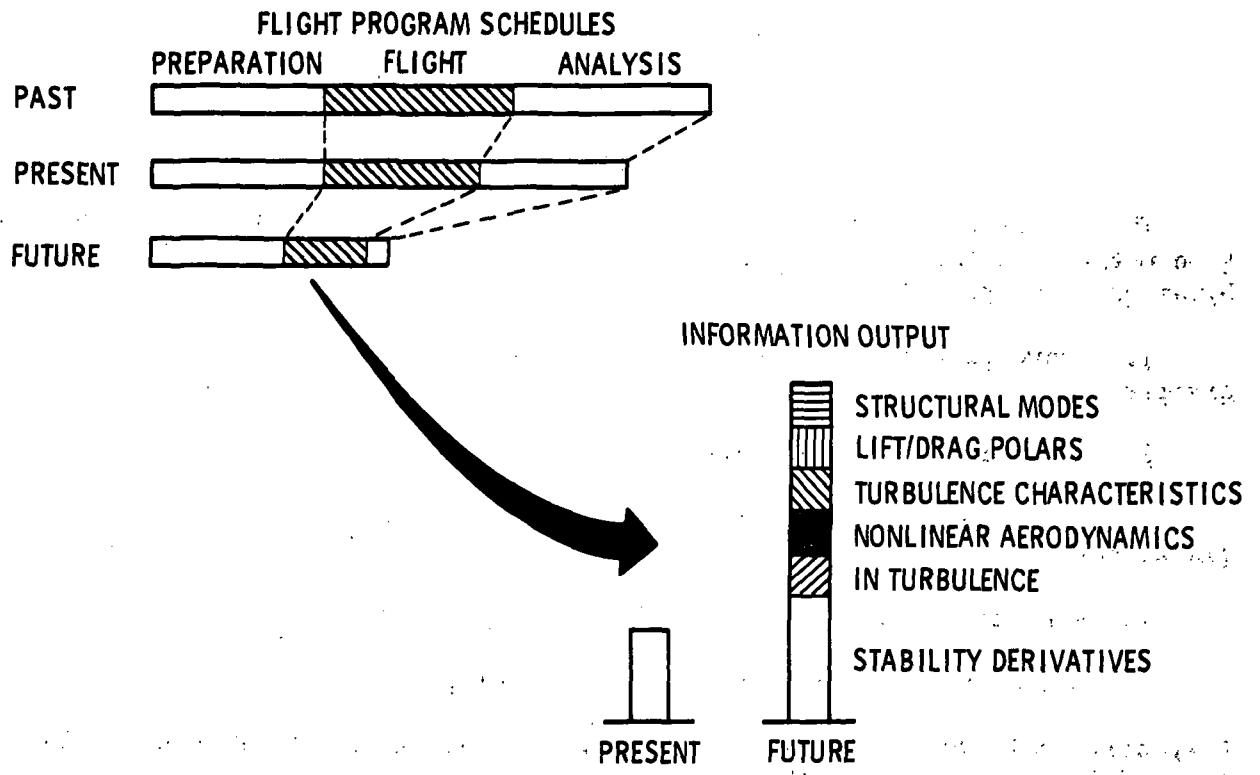 FLIGHT PROGRAM SCHEDULES
PREPARATION FLIGHT ANALYSIS
PAST
PRESENT
FUTURE
INFORMATION OUTPUT
STRUCTURAL MODES
LIFT/DRAG POLARS
TURBULENCE CHARACTERISTICS
NONLINEAR AERODYNAMICS
IN TURBULENCE
STABILITY DERIVATIVES
PRESENT FUTURE